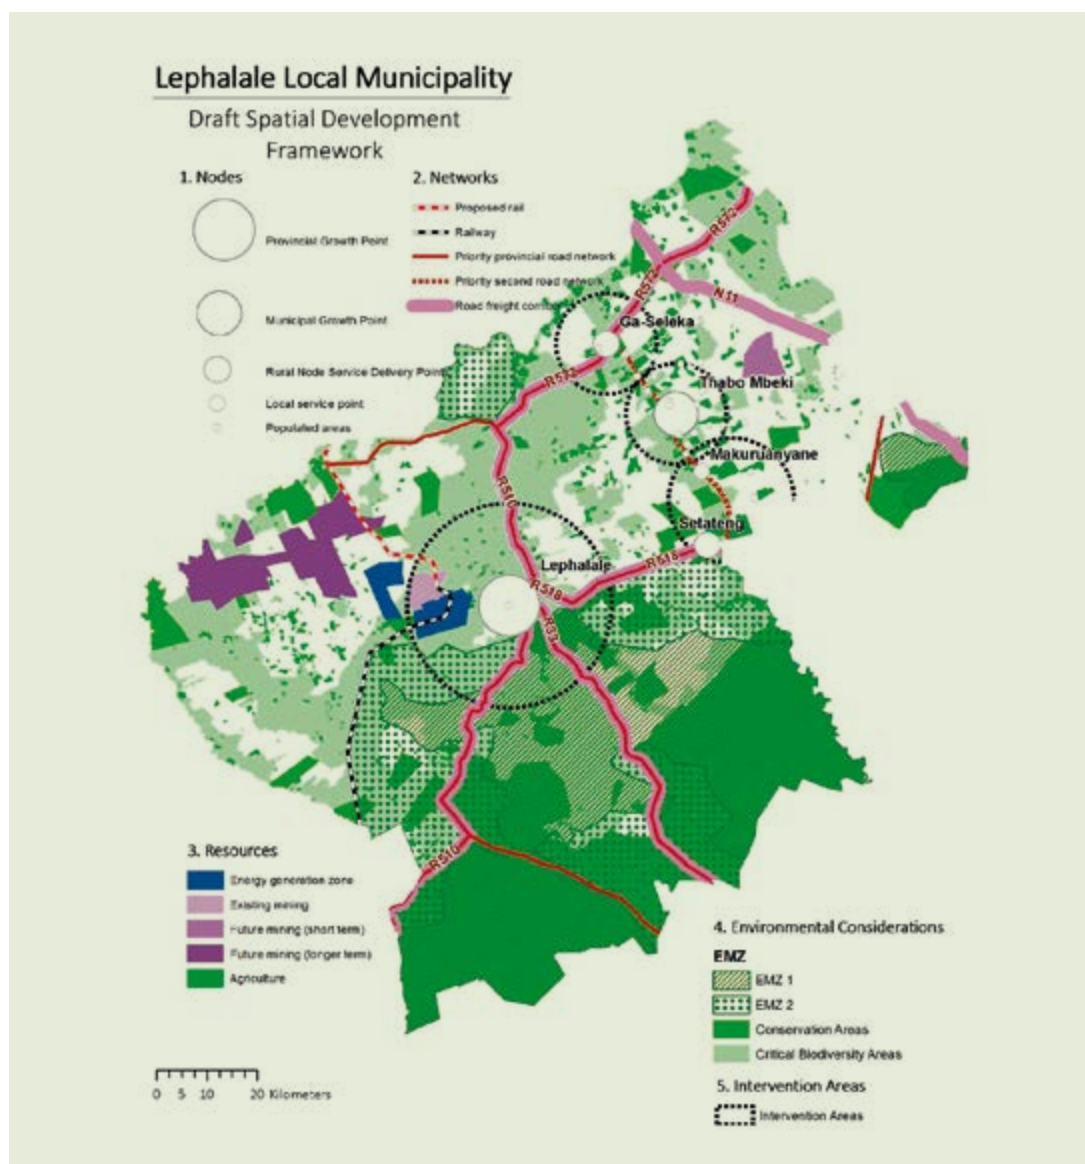 Lephalale Local Municipality
Draft Spatial Development
Framework
1. Nodes
Provincial Growth Point
Municipal Growth Point
Rural Node Service Delivery Point
Local service point
Populated areas
2. Networks
Proposed rail
Railway
Priority provincial road network
Priority second road network
Road freight corridor
R572
R572
N11
Ga-Seleka
R572
Thabo Mbeki
Makuruanyane
R510
Setateng
Lephalale
R518
R518
R33
R510
3. Resources
Energy generation zone
Existing mining
Future mining (short term)
Future mining (longer term)
Agriculture
0 5 10 20 Kilometers
4. Environmental Considerations
EMZ
EMZ 1
EMZ 2
Conservation Areas
Critical Biodiversity Areas
5. Intervention Areas
Intervention Areas